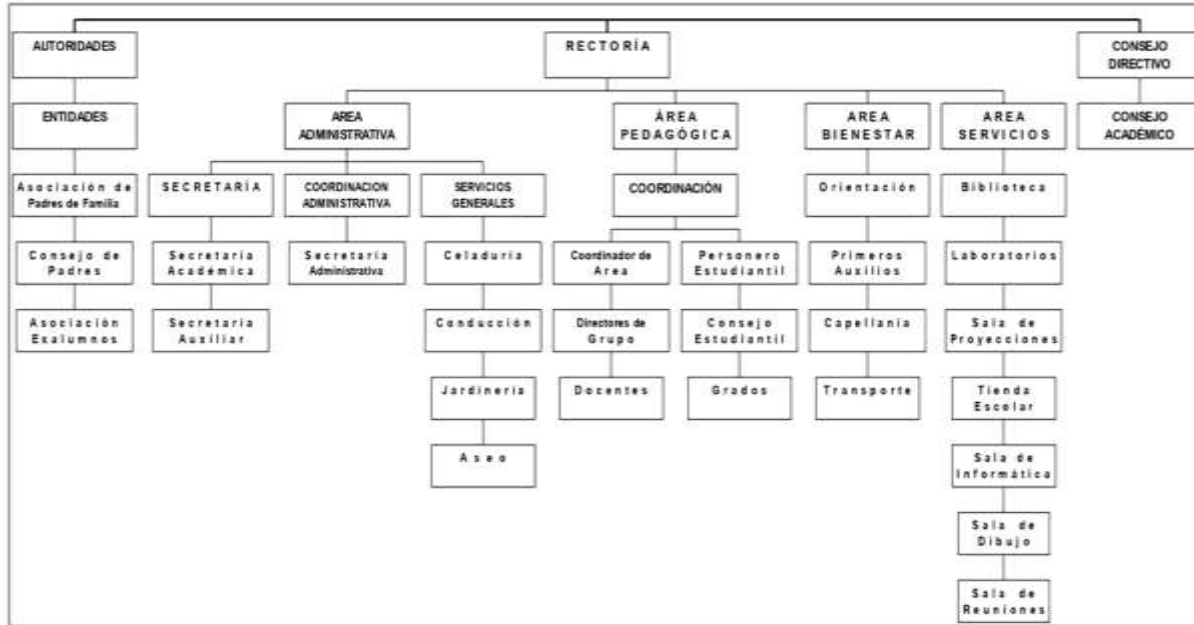 AUTORIDADES
RECTORÍA
CONSEJO
DIRECTIVO
ENTIDADES
AREA
ADMINISTRATIVA
ÁREA
PEDAGÓGICA
AREA
BIENESTAR
AREA
SERVICIOS
CONSEJO
ACADÉMICO
Asociación de
Padres de Familia
SECRETARÍA
COORDINACION
ADMINISTRATIVA
SERVICIOS
GENERALES
COORDINACIÓN
Orientación
Biblioteca
Consejo de
Padres
Secretaria
Académica
Secretaría
Administrativa
Celaduría
Coordinador de
Area
Personero
Estudiantil
Primeros
Auxilios
Laboratorios
Asociación
Exalumnos
Secretaria
Auxiliar
Conducción
Directores de
Grupo
Consejo
Estudiantil
Capellanía
Sala de
Proyecciones
Jardinería
Docentes
Grados
Transporte
Tienda
Escolar
Aseo
Sala de
Informática
Sala de
Dibujo
Sala de
Reuniones